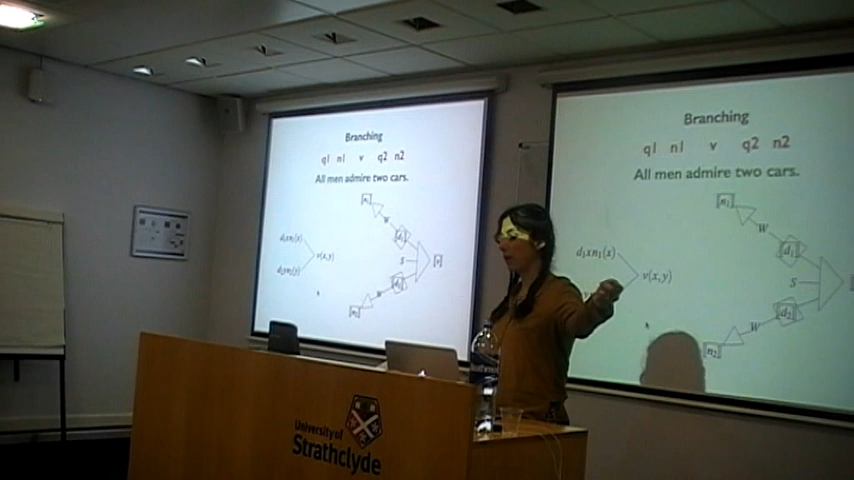 Branching
q1 n1 v q2 n2
All men admire two cars.
[n1]
W
[d1]
d1xn1(x)
v(x,y)
S
[v]
d2yn2(y)
W
[n2]
Branching
q1 n1 v q2 n2
All men admire two cars.
[n1]
W
[d1]
d1xn1(x)
v(x,y)
S
[d2]
W
[n2]
University of
Strathclyde